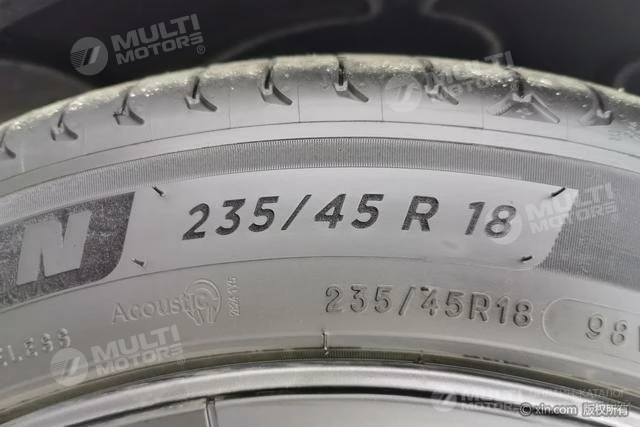 MULTI
MOTORS®
MULTI
MOTORS
N
235/45 R 18
MULTI
MOTORS
Acoustic
235/45R18
98
MULTI
MOTORS
КАТАЛОГ
© xin.com 版权所有